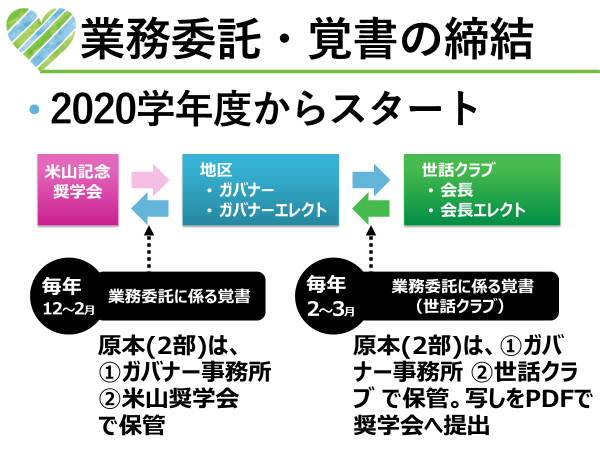 業務委託・覚書の締結
・2020学年度からスタート
米山記念
奨学会
地区
・ガバナー
・ガバナーエレクト
世話クラブ
・会長
・会長エレクト
毎年
12～2月
業務委託に係る覚書
原本(2部)は、
①ガバナー事務所
②米山奨学会
で保管
毎年
2～3月
業務委託に係る覚書
（世話クラブ）
原本(2部)は、①ガバ
ナー事務所 ②世話クラ
ブ で保管。写しをPDFで
奨学会へ提出